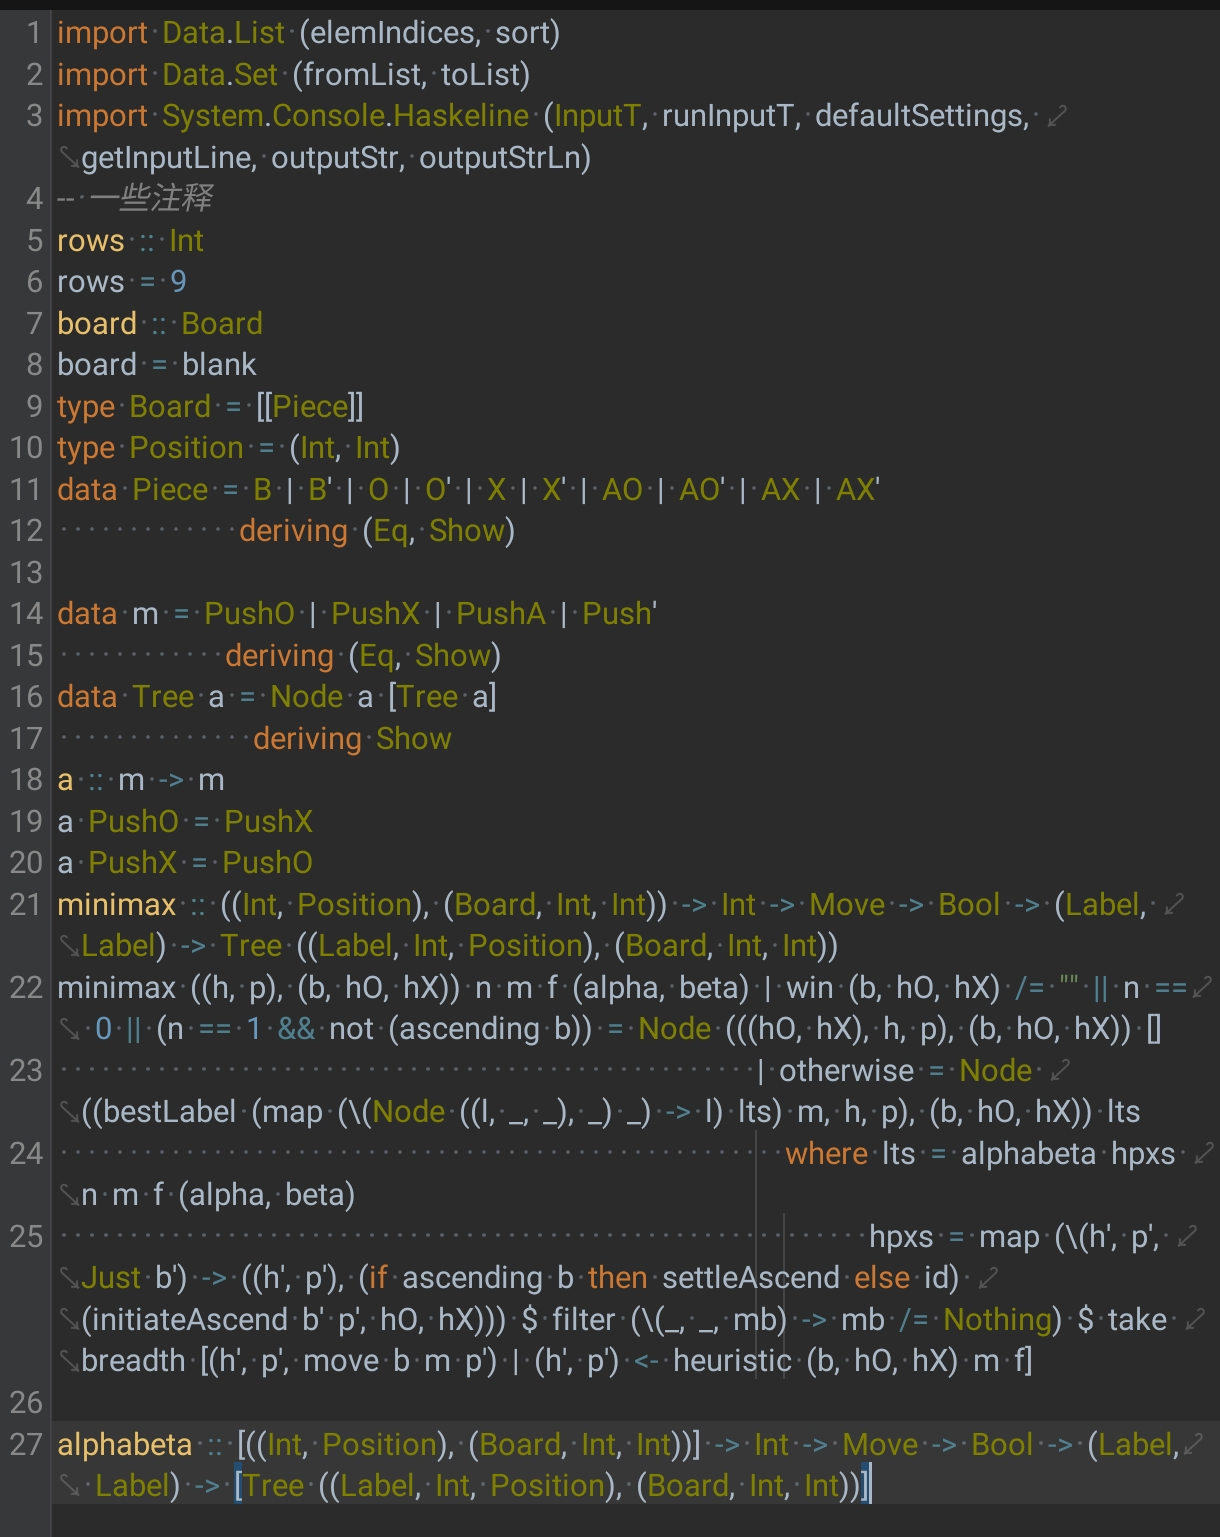 1 import Data.List (elemIndices, sort)
2 import Data.Set (fromList, toList)
3 import System.Console.Haskeline (InputT, runInputT, defaultSettings,
getInputLine, outputStr, outputStrLn)
4 -- 一些注释
5 rows :: Int
6 rows = 9
7 board :: Board
8 board = blank
9 type Board = [[Piece]]
10 type Position = (Int, Int)
11 data Piece = B | B' | O | O' | X | X' | AO | AO' | AX | AX'
12 deriving (Eq, Show)
13
14 data m = PushO | PushX | PushA | Push'
15 deriving (Eq, Show)
16 data Tree a = Node a [Tree a]
17 deriving Show
18 a :: m -> m
19 a PushO = PushX
20 a PushX = PushO
21 minimax :: ((Int, Position), (Board, Int, Int)) -> Int -> Move -> Bool -> (Label,
Label) -> Tree ((Label, Int, Position), (Board, Int, Int))
22 minimax ((h, p), (b, hO, hX)) n m f (alpha, beta) | win (b, hO, hX) /= "" || n ==
0 || (n == 1 && not (ascending b)) = Node (((hO, hX), h, p), (b, hO, hX)) []
23 | otherwise = Node
((bestLabel (map (\(Node ((l, _, _), _) _) -> l) lts) m, h, p), (b, hO, hX)) lts
24 where lts = alphabeta hpxs
n m f (alpha, beta)
25 hpxs = map (\(h', p',
Just b') -> ((h', p'), (if ascending b then settleAscend else id)
(initiateAscend b' p', hO, hX))) $ filter (\(_, _, mb) -> mb /= Nothing) $ take
breadth [(h', p', move b m p') | (h', p') <- heuristic (b, hO, hX) m f]
26
27 alphabeta :: [((Int, Position), (Board, Int, Int))] -> Int -> Move -> Bool -> (Label,
Label) -> [Tree ((Label, Int, Position), (Board, Int, Int))]